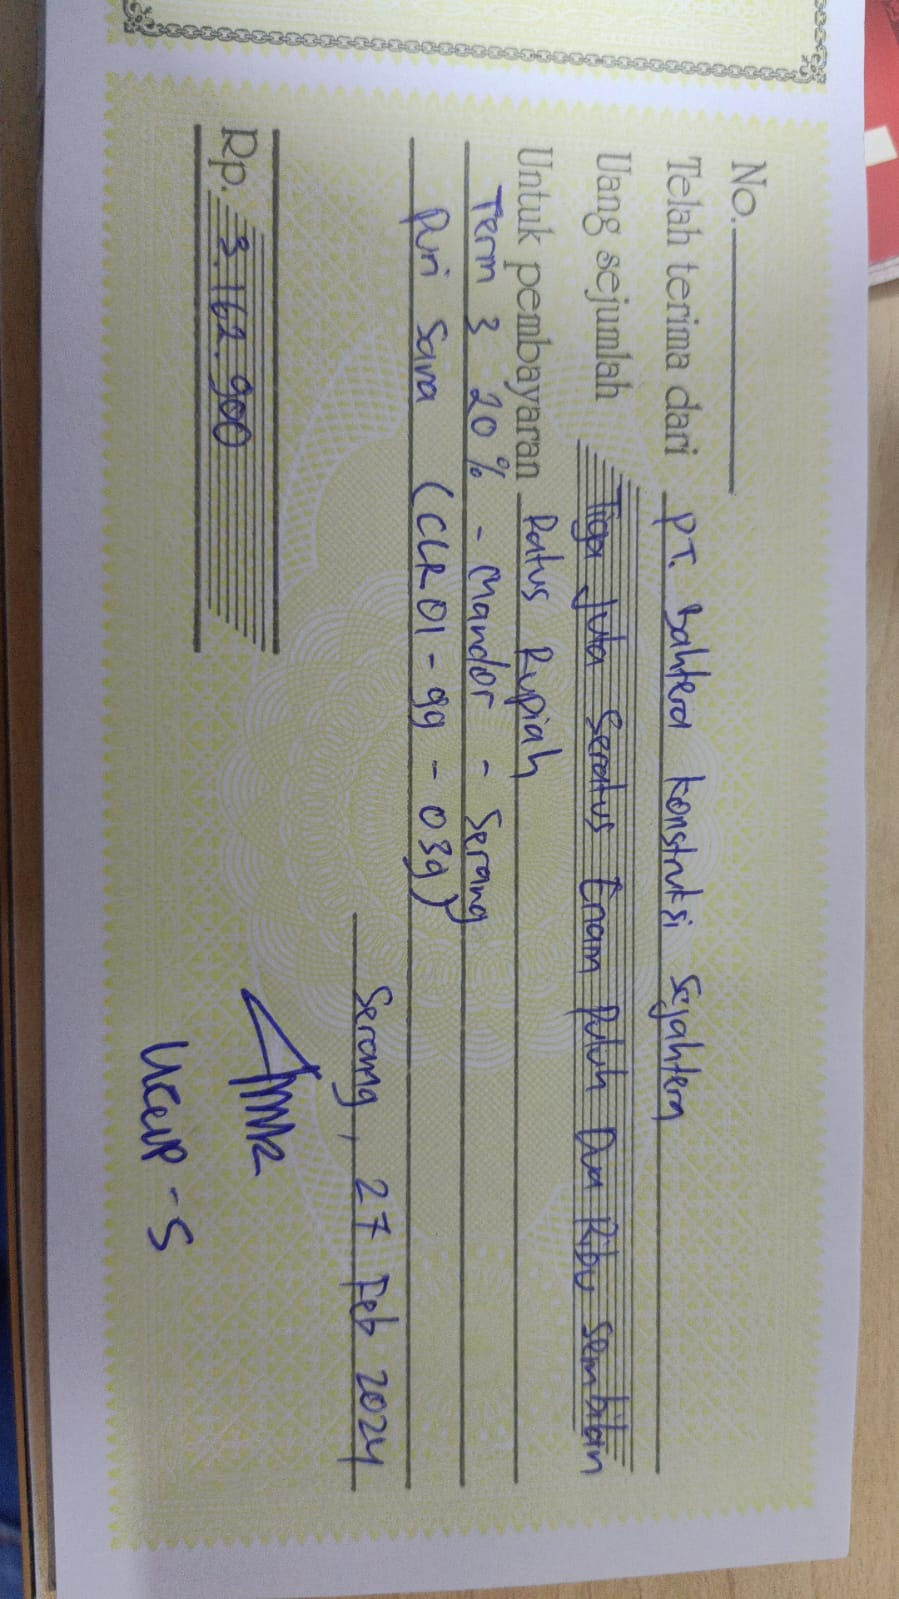 No.
Telah terima dari PT. Bahtera Konstruksi Sejahtera
Uang sejumlah Tiga Juta Seratus Enam Puluh Dua Ribu Sembilan
Untuk pembayaran Ratus Rupiah
Term 3 20% - Mandor - Serang
Puri Sava (CLR01-99-039)
Serang, 27 Feb 2024
Rp. 3.162.900
Ucup-S